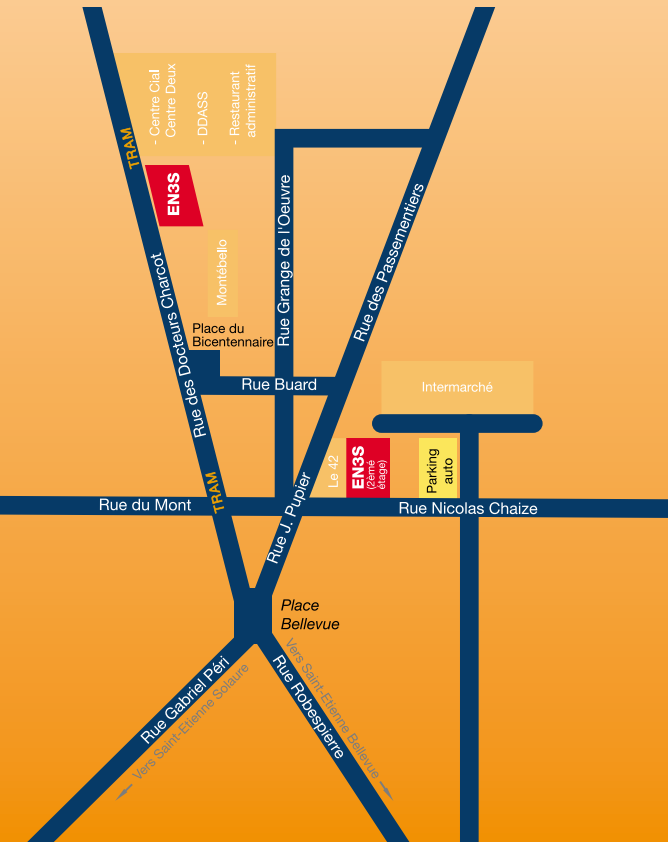 - Centre Cial
Centre Deux
- DDASS
- Restaurant
administratif
TRAM
EN3S
Montébello
Rue des Docteurs Charcot
Rue Grange de l'Oeuvre
Rue des Passementiers
Place du
Bicentennaire
Rue Buard
Intermarché
Le 42
EN3S
(2èmé
étage)
Parking
auto
TRAM
Rue du Mont
Rue J. Pupier
Rue Nicolas Chaize
Place
Bellevue
Rue Gabriel Péri
Vers Saint-Etienne Solaure
Rue Robespierre
Vers Saint-Etienne Bellevue